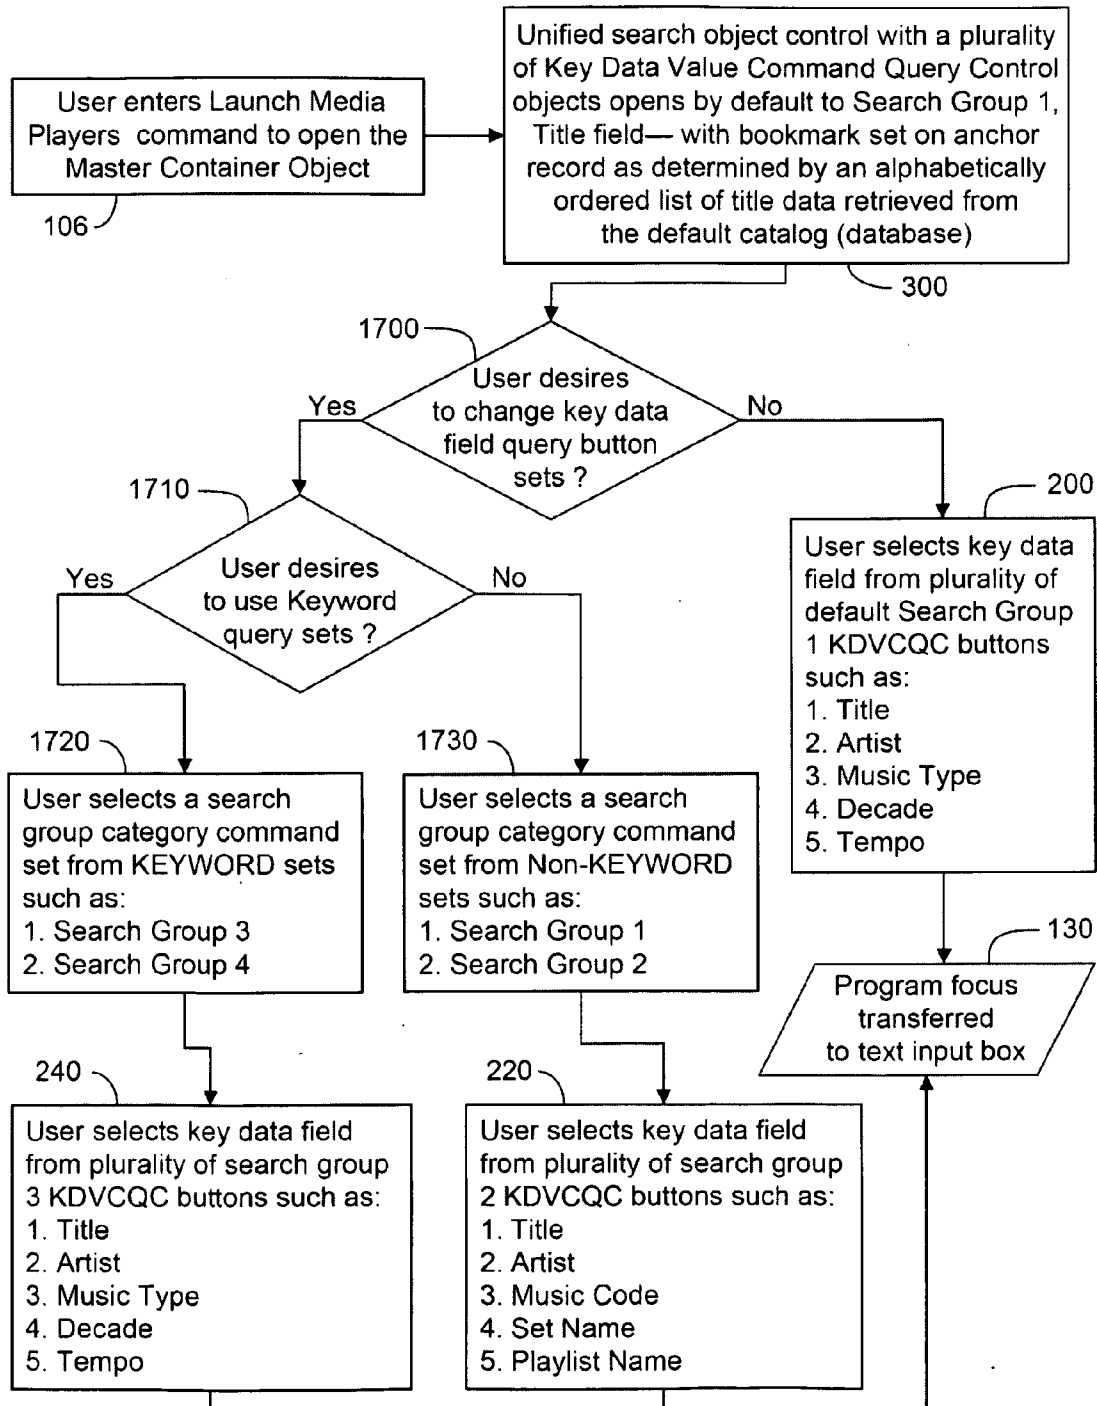 User enters Launch Media
Players command to open the
Master Container Object
106
Unified search object control with a plurality
of Key Data Value Command Query Control
objects opens by default to Search Group 1,
Title field— with bookmark set on anchor
record as determined by an alphabetically
ordered list of title data retrieved from
the default catalog (database)
300
1700
User desires
to change key data
field query button
sets ?
Yes
No
1710
User desires
to use Keyword
query sets ?
Yes
No
200
User selects key data
field from plurality of
default Search Group
1 KDVCQC buttons
such as:
1. Title
2. Artist
3. Music Type
4. Decade
5. Tempo
1720
User selects a search
group category command
set from KEYWORD sets
such as:
1. Search Group 3
2. Search Group 4
1730
User selects a search
group category command
set from Non-KEYWORD
sets such as:
1. Search Group 1
2. Search Group 2
130
Program focus
transferred
to text input box
240
User selects key data field
from plurality of search group
3 KDVCQC buttons such as:
1. Title
2. Artist
3. Music Type
4. Decade
5. Tempo
220
User selects key data field
from plurality of search group
2 KDVCQC buttons such as:
1. Title
2. Artist
3. Music Code
4. Set Name
5. Playlist Name